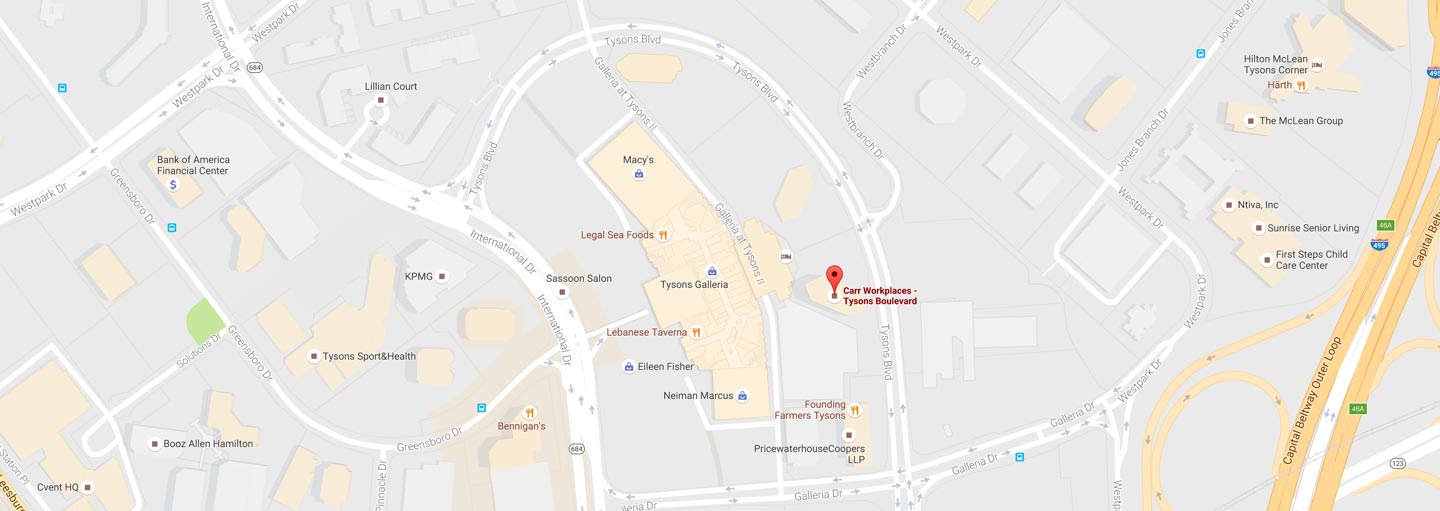 International Dr
Westpark Dr
684
Westpark Dr
Lillian Court
Tysons Blvd
Tysons Blvd
Galleria at Tysons II
Westbranch Dr
Westpark Dr
Jones Branch Dr
Hilton McLean
Tysons Corner
Härth
495
The McLean Group
Bank of America
Financial Center
Westpark Dr
Greensboro Dr
Tysons Blvd
Macy's
Westbranch Dr
Jones Branch Dr
Westpark Dr
Ntiva, Inc
Sunrise Senior Living
First Steps Child
Care Center
46A
495
Capital Beltway
International Dr
Legal Sea Foods
Galleria at Tysons II
KPMG
Sassoon Salon
Tysons Galleria
Carr Workplaces -
Tysons Boulevard
International Dr
Lebanese Taverna
Tysons Blvd
Westpark Dr
Solutions Dr
Greensboro Dr
Tysons Sport&Health
Eileen Fisher
Neiman Marcus
Founding
Farmers Tysons
Westpark Dr
Galleria Dr
Capital Beltway Outer Loop
46A
Bennigan's
Greensboro Dr
Booz Allen Hamilton
684
PricewaterhouseCoopers
LLP
Galleria Dr
123
Station Pl
Cvent HQ
Pinnacle Dr
Galleria Dr